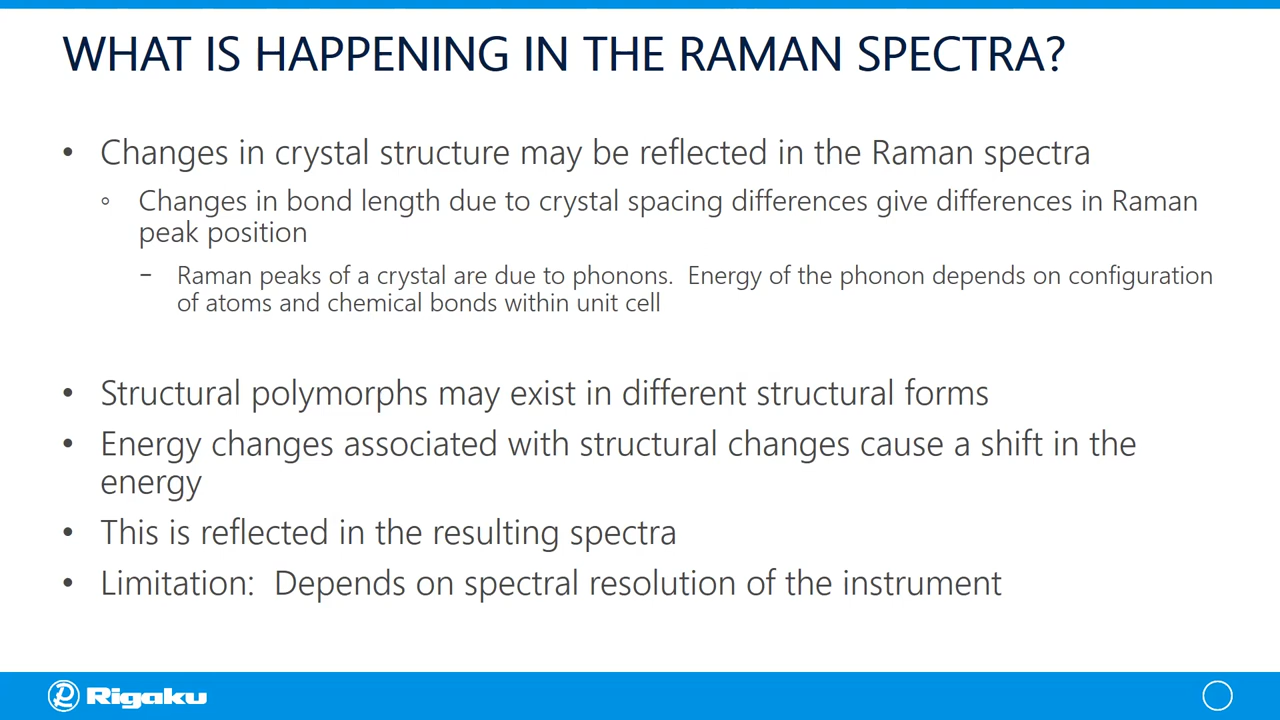 WHAT IS HAPPENING IN THE RAMAN SPECTRA?
• Changes in crystal structure may be reflected in the Raman spectra
◦ Changes in bond length due to crystal spacing differences give differences in Raman
peak position
− Raman peaks of a crystal are due to phonons.  Energy of the phonon depends on configuration
of atoms and chemical bonds within unit cell
• Structural polymorphs may exist in different structural forms
• Energy changes associated with structural changes cause a shift in the
energy
• This is reflected in the resulting spectra
• Limitation:  Depends on spectral resolution of the instrument
Rigaku